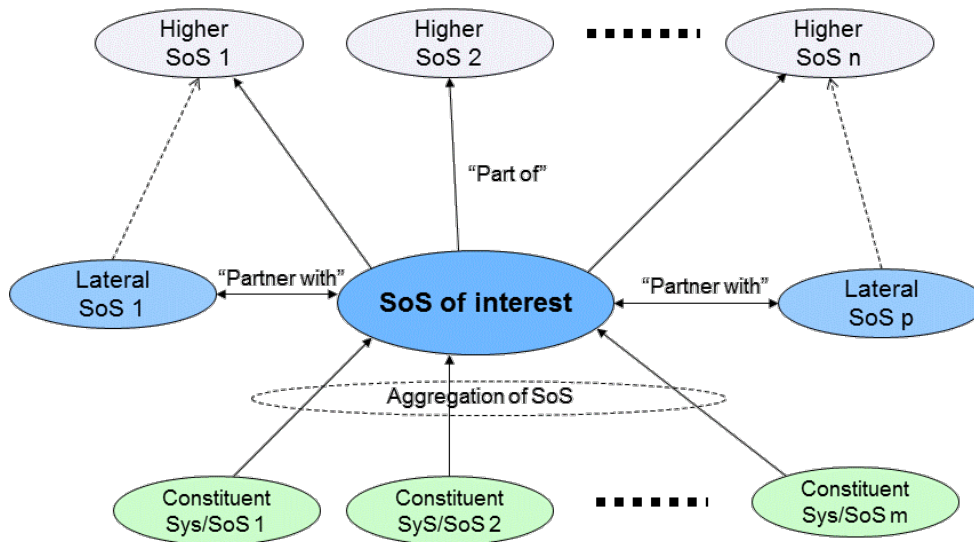 Higher
SoS 1
Higher
SoS 2
Higher
SoS n
“Part of”
Lateral
SoS 1
“Partner with”
SoS of interest
“Partner with”
Lateral
SoS p
Aggregation of SoS
Constituent
Sys/SoS 1
Constituent
SyS/SoS 2
Constituent
Sys/SoS m